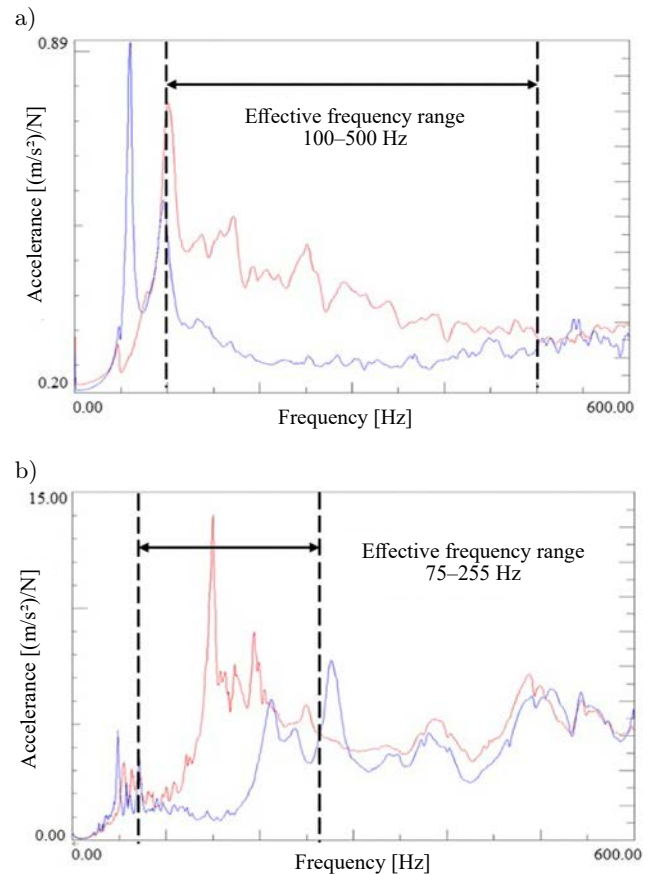 a)
0.89
Effective frequency range
100–500 Hz
Accelerance [(m/s²)/N]
0.20
0.00
600.00
Frequency [Hz]
b)
15.00
Effective frequency range
75–255 Hz
Accelerance [(m/s²)/N]
0.00
0.00
600.00
Frequency [Hz]